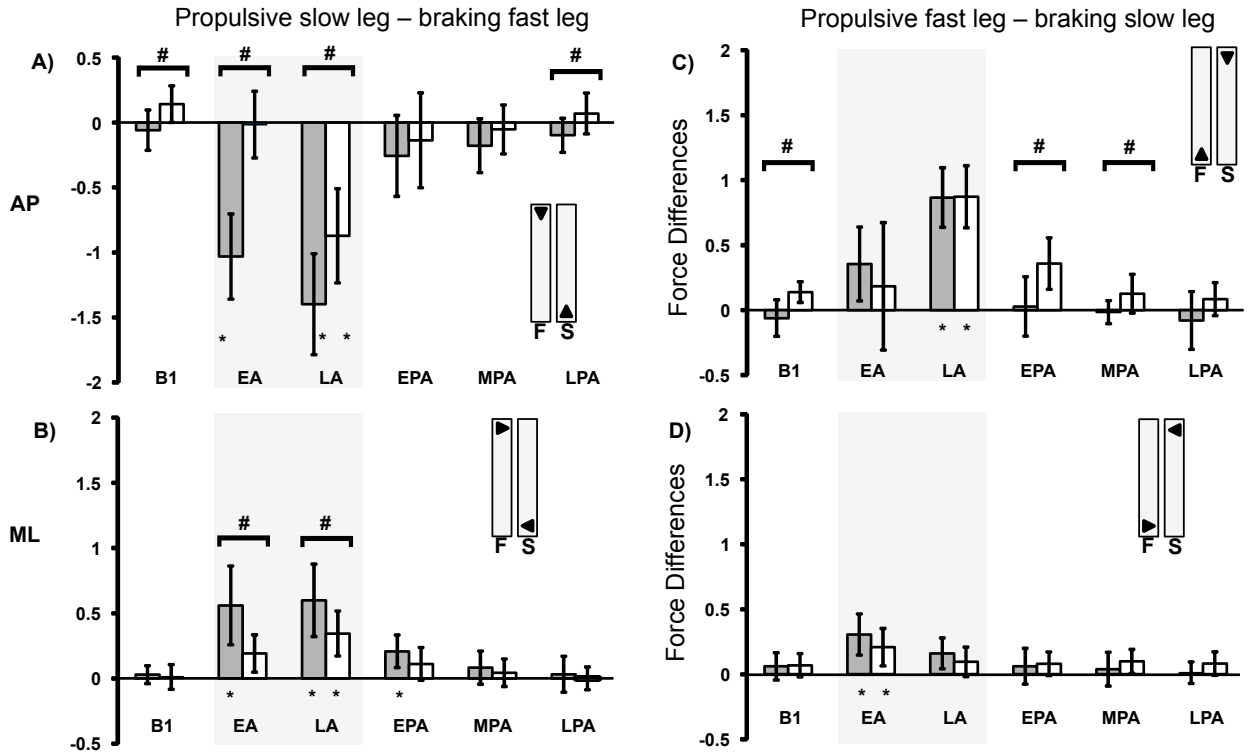 Propulsive slow leg – braking fast leg
Propulsive fast leg – braking slow leg
A)
AP
0.5
0
-0.5
-1
-1.5
-2
# # # #
* * *
F S
B1 EA LA EPA MPA LPA
C)
Force Differences
2
1.5
1
0.5
0
-0.5
# # #
* *
F S
B1 EA LA EPA MPA LPA
B)
ML
2
1.5
1
0.5
0
-0.5
# #
* * * *
F S
B1 EA LA EPA MPA LPA
D)
Force Differences
2
1.5
1
0.5
0
-0.5
* *
F S
B1 EA LA EPA MPA LPA